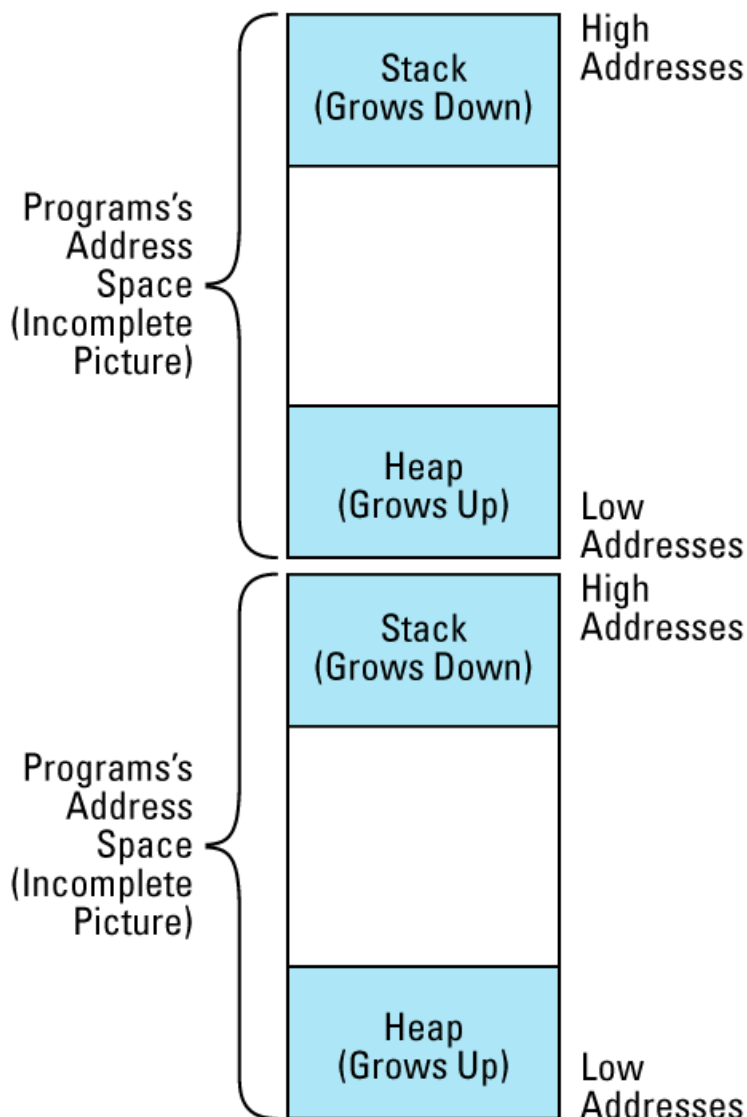 High
Addresses
Stack
(Grows Down)
Programs's
Address
Space
(Incomplete
Picture)
Heap
(Grows Up)
Low
Addresses
High
Addresses
Stack
(Grows Down)
Programs's
Address
Space
(Incomplete
Picture)
Heap
(Grows Up)
Low
Addresses